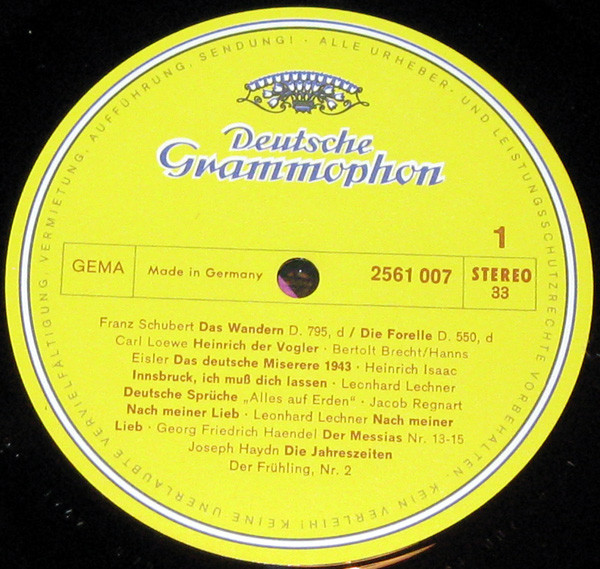 Deutsche
Grammophon
1
GEMA
Made in Germany
2561 007
STEREO
33
Franz Schubert Das Wandern D. 795, d / Die Forelle D. 550, d
Carl Loewe Heinrich der Vogler · Bertolt Brecht/Hanns
Eisler Das deutsche Miserere 1943 · Heinrich Isaac
Innsbruck, ich muß dich lassen · Leonhard Lechner
Deutsche Sprüche „Alles auf Erden“ · Jacob Regnart
Nach meiner Lieb · Leonhard Lechner Nach meiner
Lieb · Georg Friedrich Haendel Der Messias Nr. 13-15
Joseph Haydn Die Jahreszeiten
Der Frühling, Nr. 2
ALLE URHEBER- UND LEISTUNGSSCHUTZRECHTE VORBEHALTEN · KEIN VERLEIH! KEINE UNERLAUBTE VERVIELFÄLTIGUNG, VERMIETUNG, AUFFÜHRUNG, SENDUNG! ·